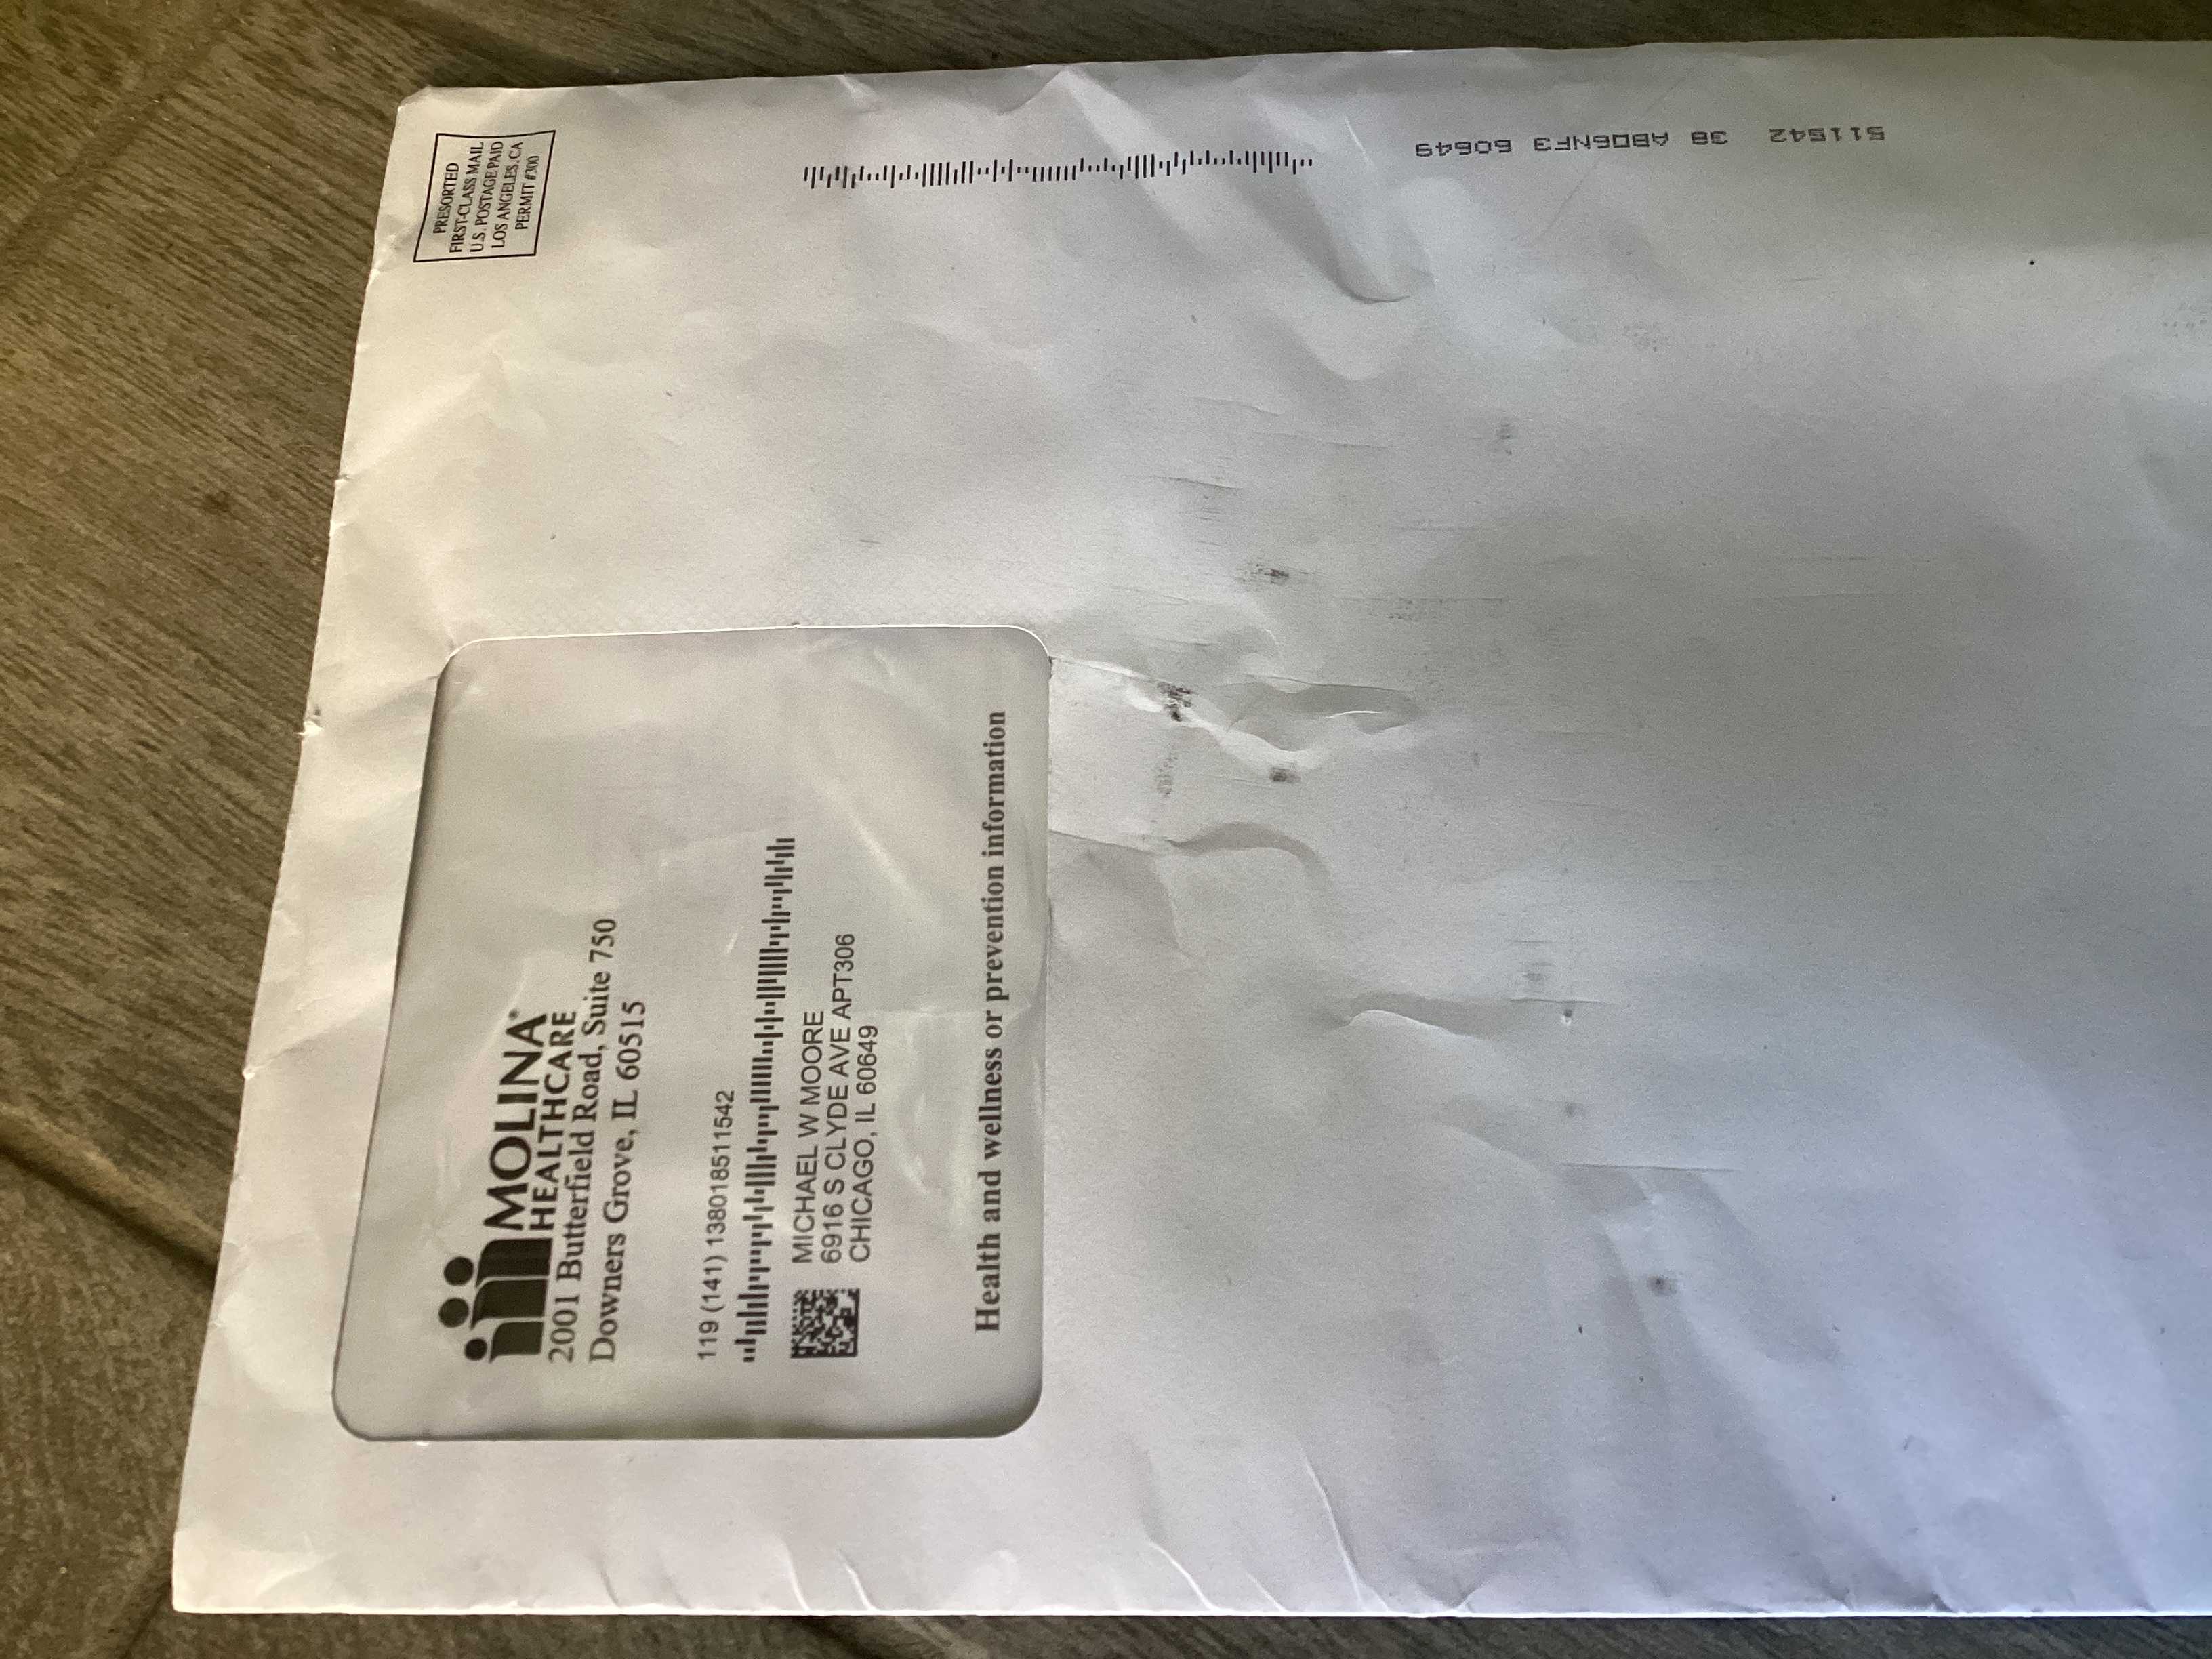 PRESORTED
FIRST-CLASS MAIL
U.S. POSTAGE PAID
LOS ANGELES, CA
PERMIT #300
MOLINA®
HEALTHCARE
2001 Butterfield Road, Suite 750
Downers Grove, IL 60515
119 (141) 138018511542
MICHAEL W MOORE
6916 S CLYDE AVE APT306
CHICAGO, IL 60649
Health and wellness or prevention information
511542 38 AB06NF3 60649